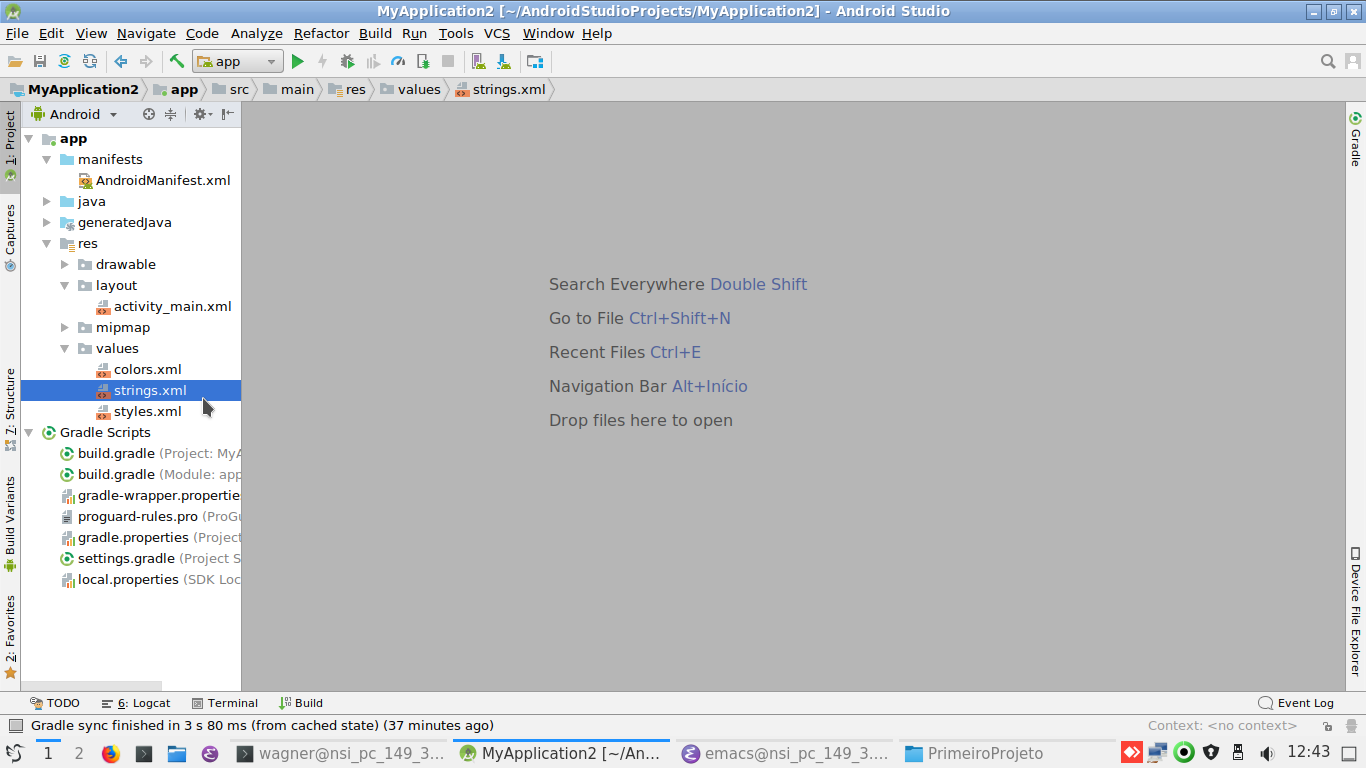 MyApplication2 [~/AndroidStudioProjects/MyApplication2] - Android Studio
File Edit View Navigate Code Analyze Refactor Build Run Tools VCS Window Help
app
MyApplication2 app src main res values strings.xml
1: Project
Captures
7: Structure
Build Variants
2: Favorites
Android
app
manifests
AndroidManifest.xml
java
generatedJava
res
drawable
layout
activity_main.xml
mipmap
values
colors.xml
strings.xml
styles.xml
Gradle Scripts
build.gradle (Project: MyA
build.gradle (Module: app
gradle-wrapper.propertie
proguard-rules.pro (ProGu
gradle.properties (Project
settings.gradle (Project S
local.properties (SDK Loc
Search Everywhere Double Shift
Go to File Ctrl+Shift+N
Recent Files Ctrl+E
Navigation Bar Alt+Início
Drop files here to open
Gradle
Device File Explorer
TODO 6: Logcat Terminal Build Event Log
Gradle sync finished in 3 s 80 ms (from cached state) (37 minutes ago) Context: <no context>
1 2 wagner@nsi_pc_149_3... MyApplication2 [~/An... emacs@nsi_pc_149_3.... PrimeiroProjeto 12:43